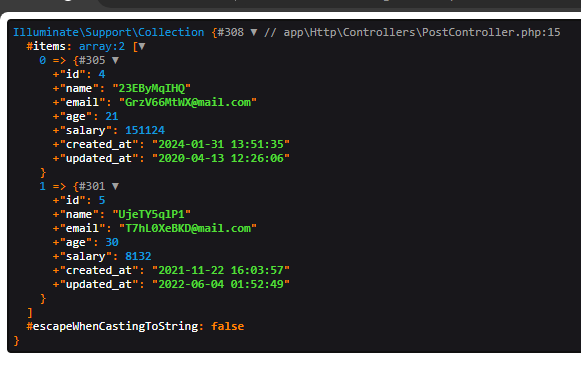 Illuminate\Support\Collection {#308 ▼ // app\Http\Controllers\PostController.php:15
#items: array:2 [▼
0 => {#305 ▼
+"id": 4
+"name": "23EByMqIHQ"
+"email": "GrzV66MtWX@mail.com"
+"age": 21
+"salary": 151124
+"created_at": "2024-01-31 13:51:35"
+"updated_at": "2020-04-13 12:26:06"
}
1 => {#301 ▼
+"id": 5
+"name": "UjeTY5qlP1"
+"email": "T7hL0XeBKD@mail.com"
+"age": 30
+"salary": 8132
+"created_at": "2021-11-22 16:03:57"
+"updated_at": "2022-06-04 01:52:49"
}
]
#escapeWhenCastingToString: false
}